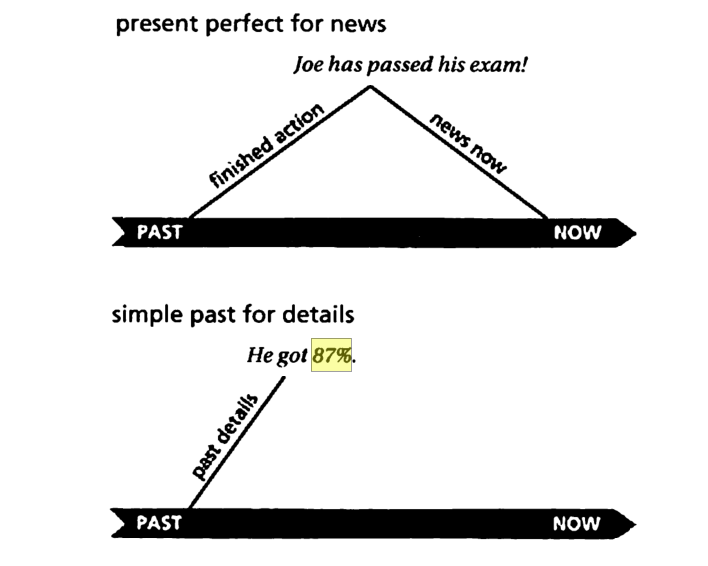 present perfect for news
Joe has passed his exam!
finished action
news now
PAST
NOW
simple past for details
He got 87%.
past details
PAST
NOW